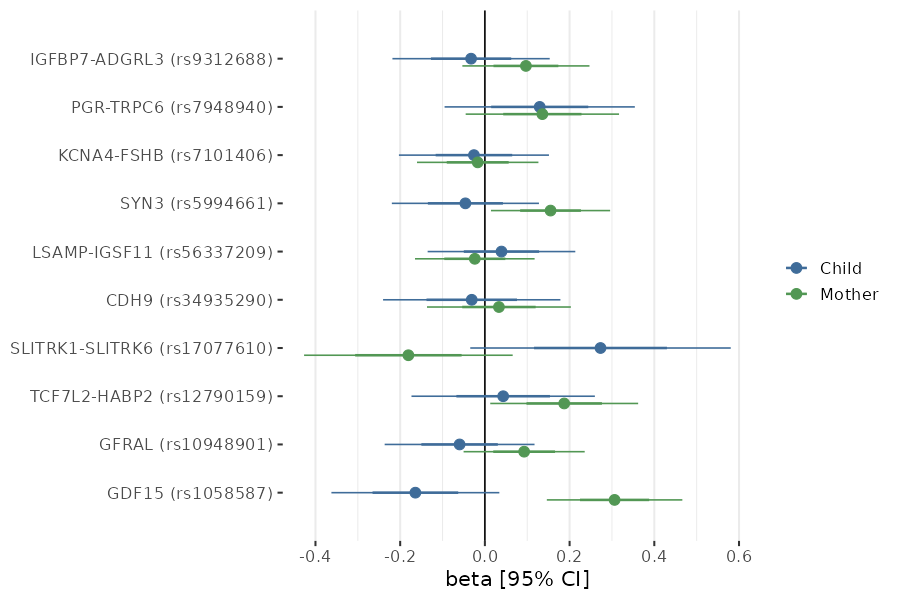 IGFBP7-ADGRL3 (rs9312688)
PGR-TRPC6 (rs7948940)
KCNA4-FSHB (rs7101406)
SYN3 (rs5994661)
LSAMP-IGSF11 (rs56337209)
CDH9 (rs34935290)
SLITRK1-SLITRK6 (rs17077610)
TCF7L2-HABP2 (rs12790159)
GFRAL (rs10948901)
GDF15 (rs1058587)
-0.4 -0.2 0.0 0.2 0.4 0.6
beta [95% CI]
Child
Mother